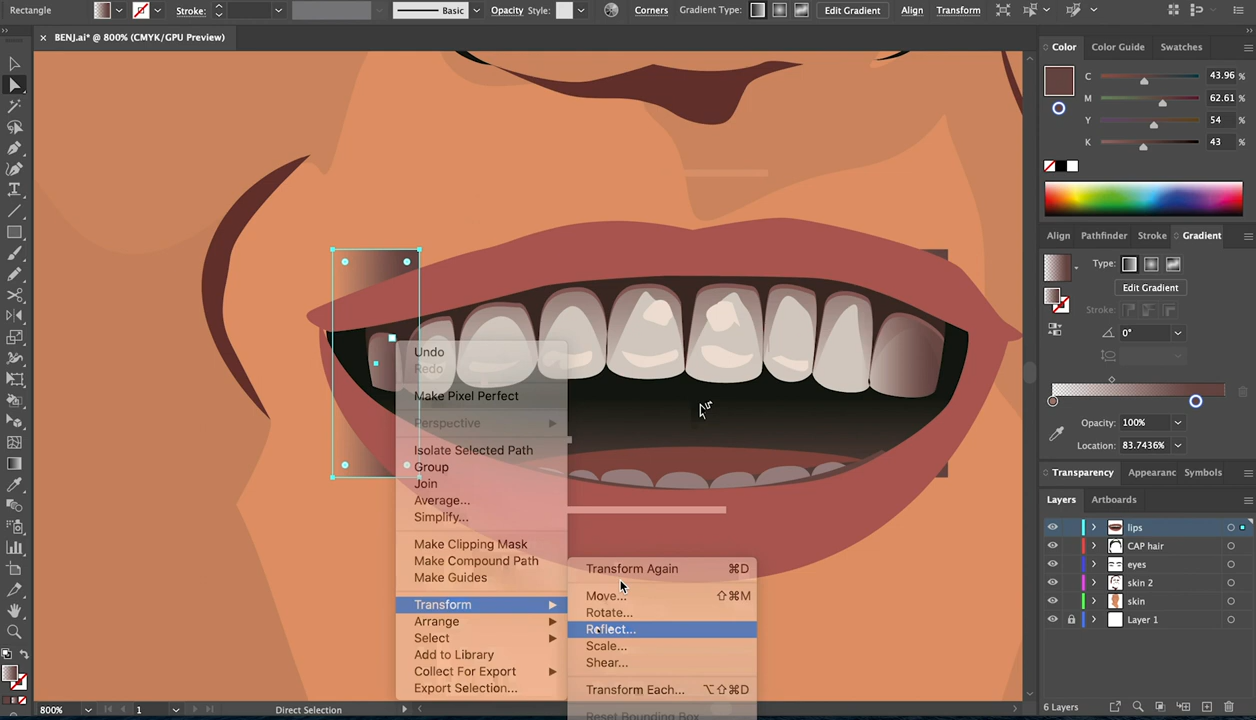 Rectangle
Stroke:
Basic
Opacity
Style:
Corners
Gradient Type:
Edit Gradient
Align
Transform
× BENJ.ai* @ 800% (CMYK/GPU Preview)
Color
Color Guide
Swatches
C
43.96
%
M
62.61
%
Y
54
%
K
43
%
Align
Pathfinder
Stroke
Gradient
Type:
Edit Gradient
Stroke:
0°
Opacity:
100%
Location:
83.7436%
Transparency
Appearanc
Symbols
Layers
Artboards
lips
CAP hair
eyes
skin 2
skin
Layer 1
6 Layers
Undo
Redo
Make Pixel Perfect
Perspective
Isolate Selected Path
Group
Join
Average...
Simplify...
Make Clipping Mask
Make Compound Path
Make Guides
Transform
Arrange
Select
Add to Library
Collect For Export
Export Selection...
Transform Again ⌘D
Move... ⇧⌘M
Rotate...
Reflect...
Scale...
Shear...
Transform Each... ⌥⇧⌘D
Reset Bounding Box
800%
1
Direct Selection